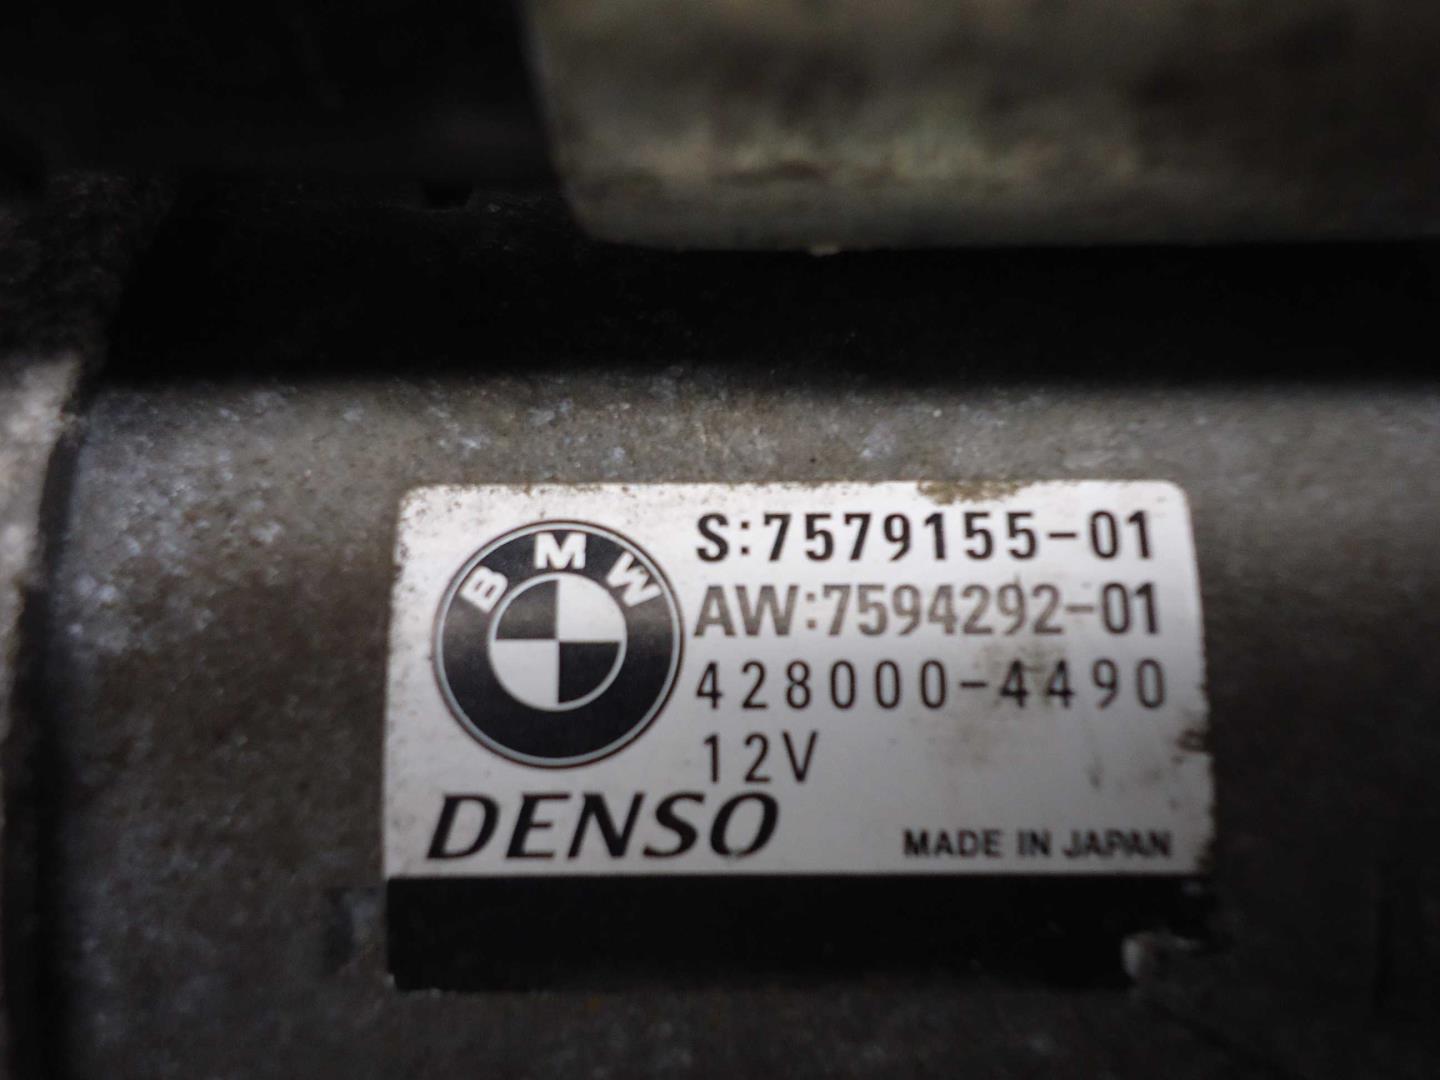 BMW
S:7579155-01
AW:7594292-01
428000-4490
12V
DENSO
MADE IN JAPAN